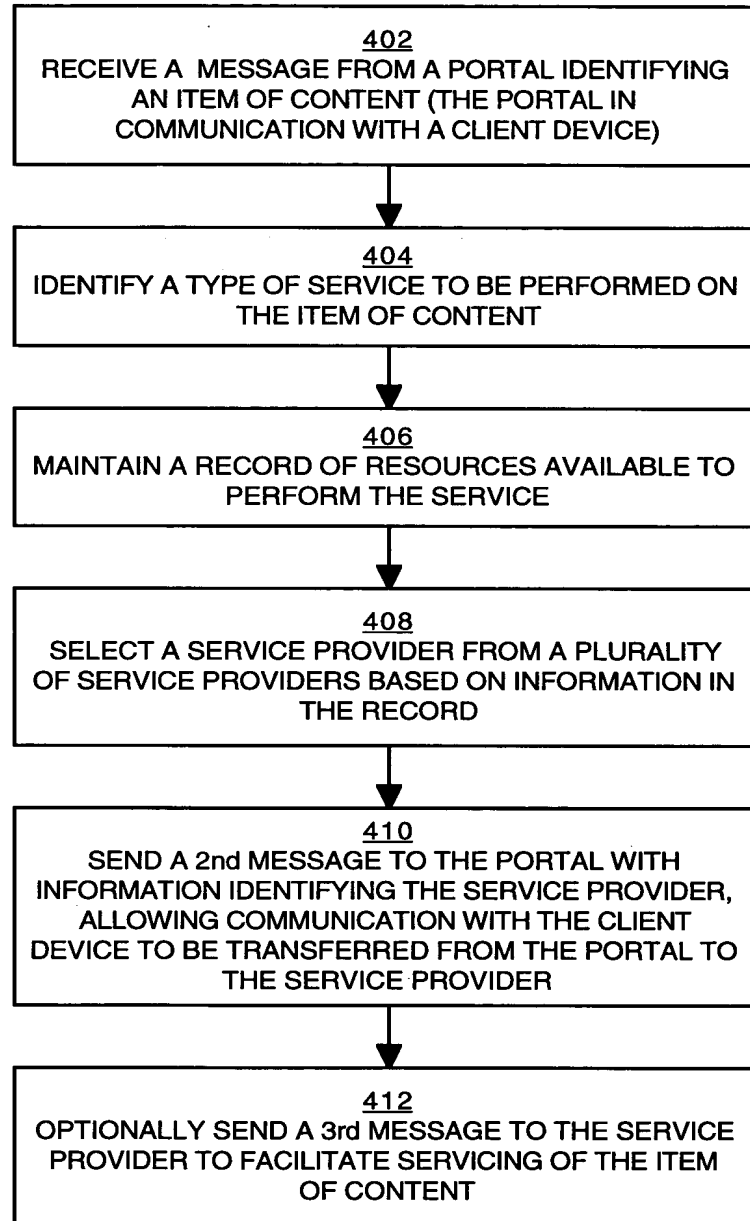 402
RECEIVE A MESSAGE FROM A PORTAL IDENTIFYING
AN ITEM OF CONTENT (THE PORTAL IN
COMMUNICATION WITH A CLIENT DEVICE)
404
IDENTIFY A TYPE OF SERVICE TO BE PERFORMED ON
THE ITEM OF CONTENT
406
MAINTAIN A RECORD OF RESOURCES AVAILABLE TO
PERFORM THE SERVICE
408
SELECT A SERVICE PROVIDER FROM A PLURALITY
OF SERVICE PROVIDERS BASED ON INFORMATION IN
THE RECORD
410
SEND A 2nd MESSAGE TO THE PORTAL WITH
INFORMATION IDENTIFYING THE SERVICE PROVIDER,
ALLOWING COMMUNICATION WITH THE CLIENT
DEVICE TO BE TRANSFERRED FROM THE PORTAL TO
THE SERVICE PROVIDER
412
OPTIONALLY SEND A 3rd MESSAGE TO THE SERVICE
PROVIDER TO FACILITATE SERVICING OF THE ITEM
OF CONTENT